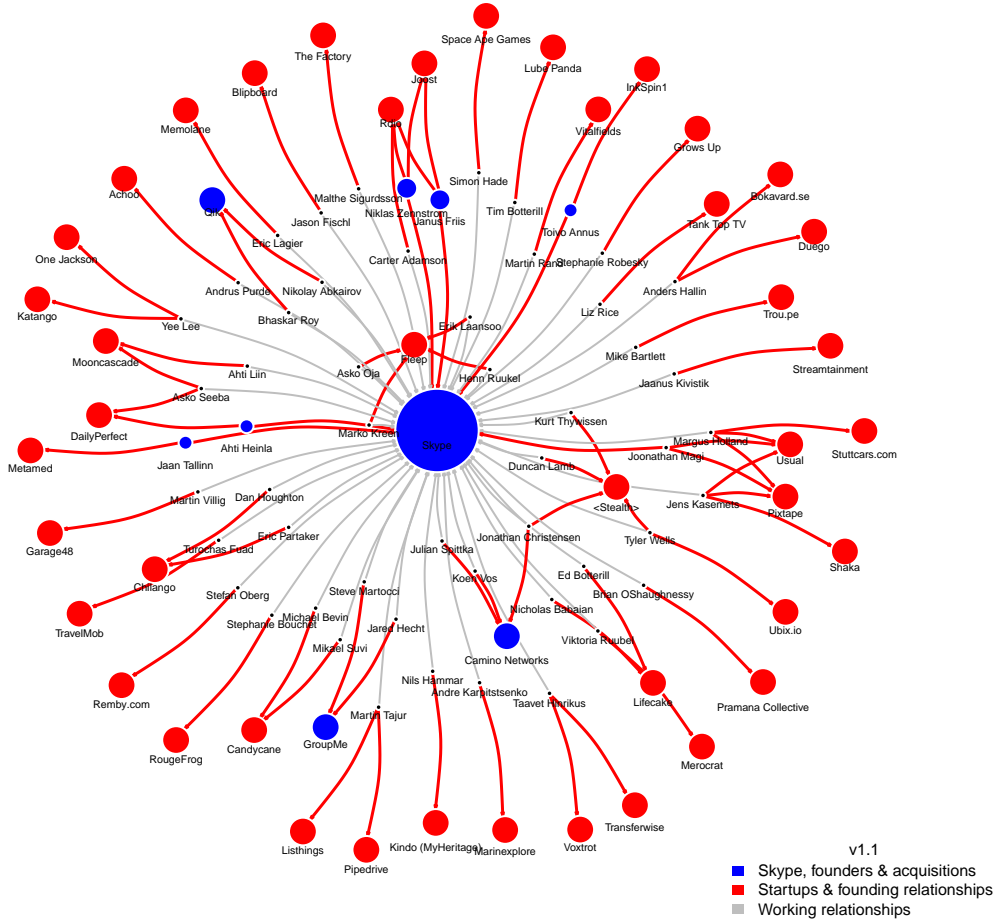 Space Ape Games
The Factory
Lube Panda
Joost
Blipboard
InkSpin1
Memolane
Rdio
Vitalfields
Grows Up
Achoo
Bokavard.se
Simon Hade
Malthe Sigurdsson
Qik
Niklas Zennstrom
Janus Friis
Tim Botterill
Jason Fischl
Tank Top TV
Toivo Annus
Eric Lagier
Duego
One Jackson
Carter Adamson
Martin Rand
Stephanie Robesky
Andrus Purde
Nikolay Abkairov
Anders Hallin
Katango
Bhaskar Roy
Liz Rice
Trou.pe
Yee Lee
Erik Laansoo
Mooncascade
Fleep
Mike Bartlett
Ahti Liin
Asko Oja
Henn Ruukel
Streamtainment
Jaanus Kivistik
Asko Seeba
Kurt Thywissen
DailyPerfect
Marko Kreen
Margus Holland
Ahti Heinla
Skype
Joonathan Magi
Stuttcars.com
Metamed
Jaan Tallinn
Usual
Duncan Lamb
Martin Villig
Dan Houghton
Jens Kasemets
<Stealth>
Pixtape
Garage48
Eric Partaker
Jonathan Christensen
Tyler Wells
Turochas Fuad
Julian Spittka
Shaka
Chilango
Koen Vos
Ed Botterill
Steve Martocci
Brian OShaughnessy
Stefan Oberg
TravelMob
Michael Bevin
Nicholas Babaian
Stephanie Bouchet
Jared Hecht
Ubix.io
Mikael Suvi
Viktoria Ruubel
Camino Networks
Nils Hammar
Andre Karpitstsenko
Remby.com
Taavet Hinrikus
Lifecake
Pramana Collective
Martin Tajur
Candycane
GroupMe
RougeFrog
Merocrat
Transferwise
Listhings
Kindo (MyHeritage)
Marinexplore
Voxtrot
Pipedrive
v1.1
Skype, founders & acquisitions
Startups & founding relationships
Working relationships